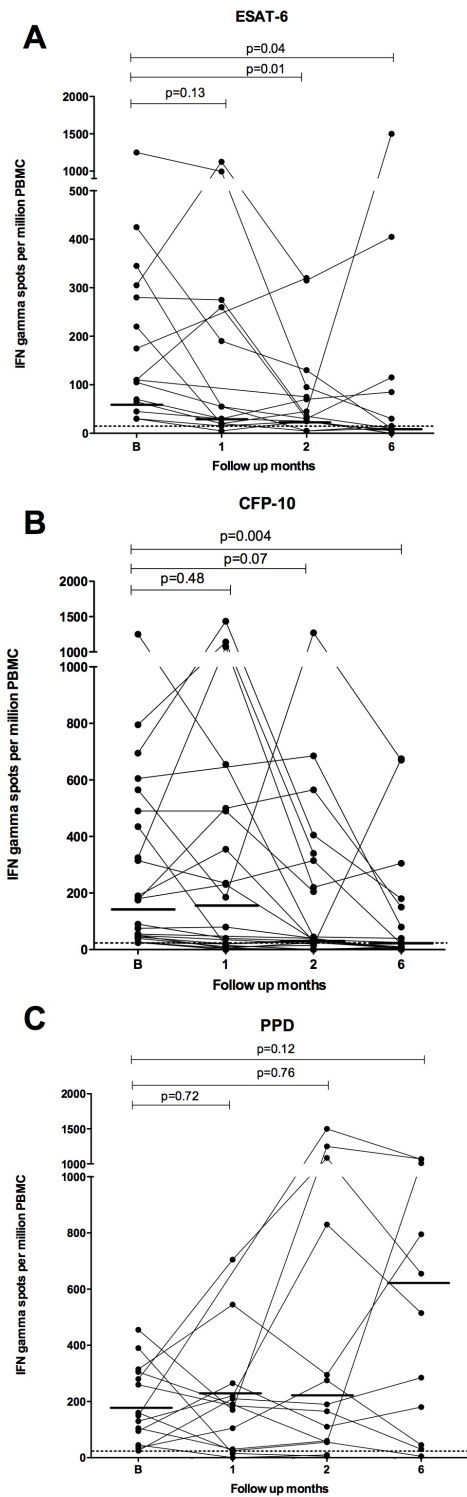 A
ESAT-6
p=0.04
p=0.01
p=0.13
2000
1500
1000
500
400
300
200
100
0
IFN gamma spots per million PBMC
B 1 2 6
Follow up months
B
CFP-10
p=0.004
p=0.07
p=0.48
2000
1500
1000
1000
800
600
400
200
0
IFN gamma spots per million PBMC
B 1 2 6
Follow up months
C
PPD
p=0.12
p=0.76
p=0.72
2000
1500
1000
1000
800
600
400
200
0
IFN gamma spots per million PBMC
B 1 2 6
Follow up months